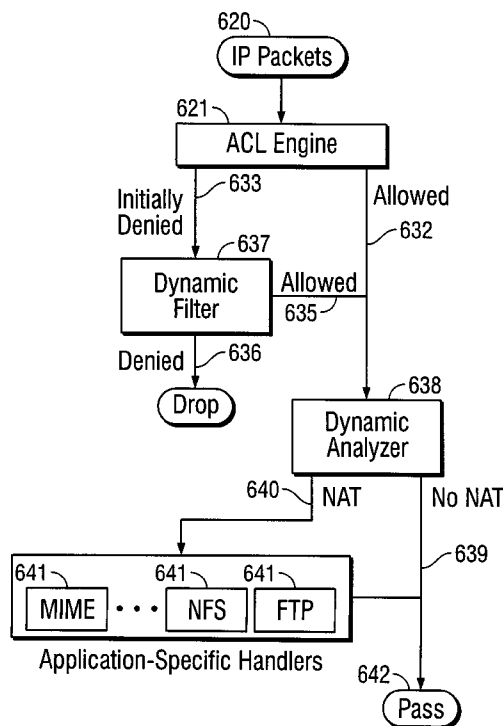 620
IP Packets
621
ACL Engine
633
Initially
Denied
Allowed
632
637
Dynamic
Filter
Allowed
635
Denied
636
Drop
638
Dynamic
Analyzer
640
NAT
No NAT
639
641
MIME
• • •
641
NFS
641
FTP
Application-Specific Handlers
642
Pass